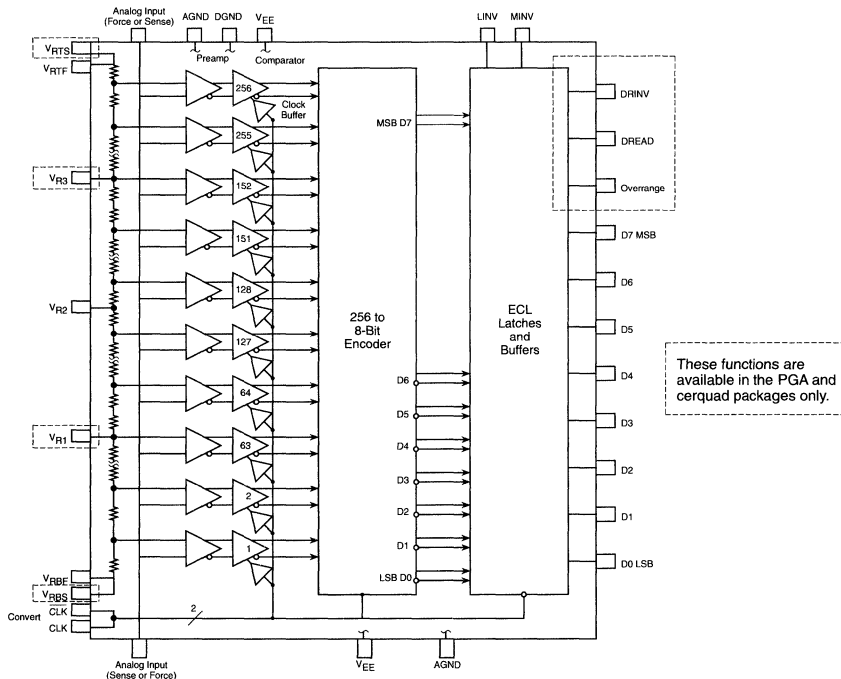 Analog Input
(Force or Sense)
AGND
DGND
VEE
LINV
MINV
VRTS
VRTF
Preamp
Comparator
256
Clock
Buffer
MSB D7
DRINV
255
DREAD
VR3
152
Overrange
151
D7 MSB
128
D6
VR2
256 to
8-Bit
Encoder
ECL
Latches
and
Buffers
127
D5
These functions are
available in the PGA and
cerquad packages only.
64
D6
D4
D5
VR1
63
D4
D3
D3
D2
2
D2
D1
1
D1
LSB D0
D0 LSB
VRBF
VRBS
Convert
CLK
CLK
2
Analog Input
(Sense or Force)
VEE
AGND